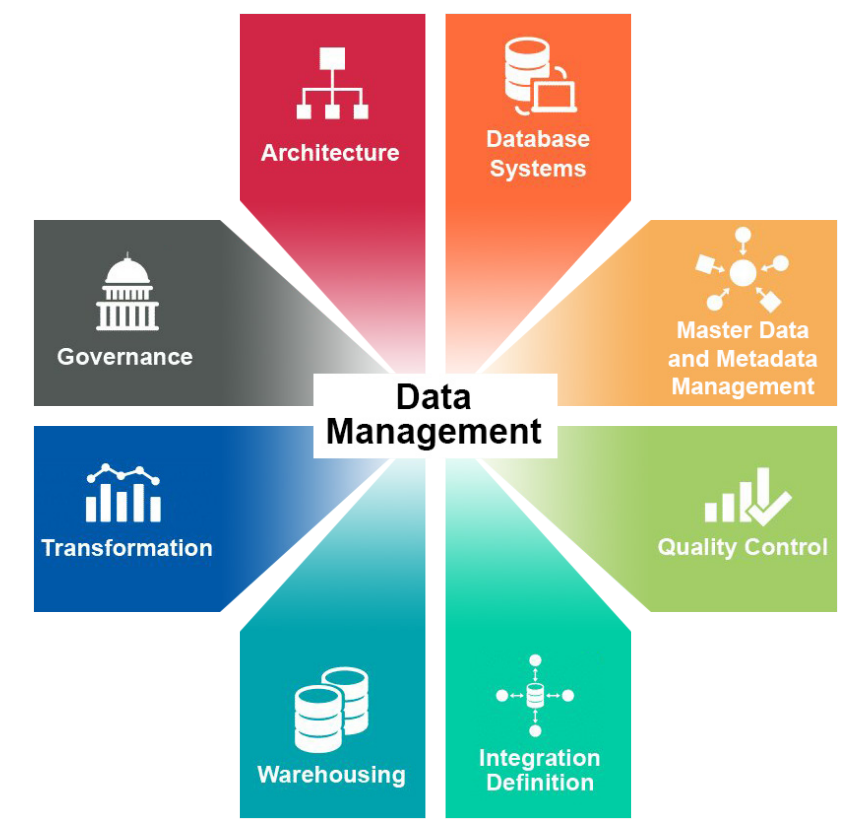 Architecture
Database
Systems
Governance
Master Data
and Metadata
Management
Data
Management
Transformation
Quality Control
Warehousing
Integration
Definition